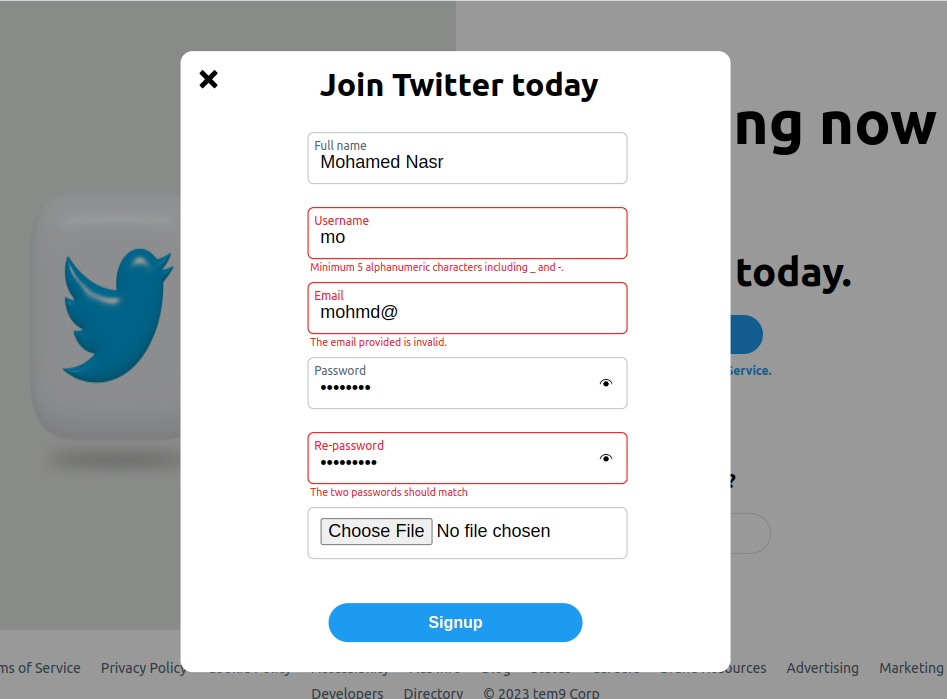 Join Twitter today
ng now
Full name
Mohamed Nasr
Username
mo
Minimum 5 alphanumeric characters including _ and -.
today.
Email
mohmd@
The email provided is invalid.
Service.
Password
••••••••
Re-password
•••••••••
The two passwords should match
?
Choose File No file chosen
Signup
ms of Service Privacy Policy Advertising Marketing
Developers Directory © 2023 tem9 Corp